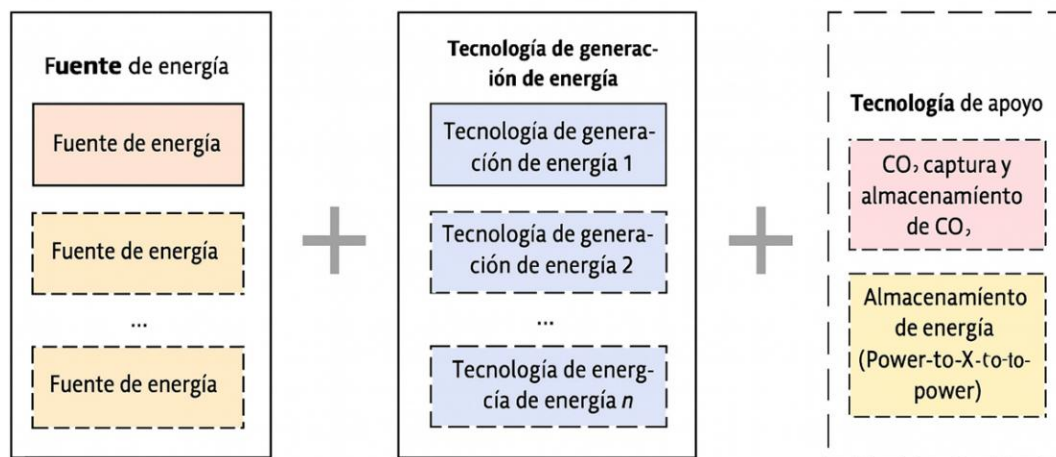 Fuente de energía
Fuente de energía
Fuente de energía
...
Fuente de energía
Tecnología de generac-
ión de energía
Tecnología de genera-
ción de energía 1
Tecnología de genera-
ción de energía 2
...
Tecnología de energ-
cía de energía n
Tecnología de apoyo
CO₂ captura y
almacenamiento
de CO₂
Almacenamiento
de energía
(Power-to-X-to-to-
power)